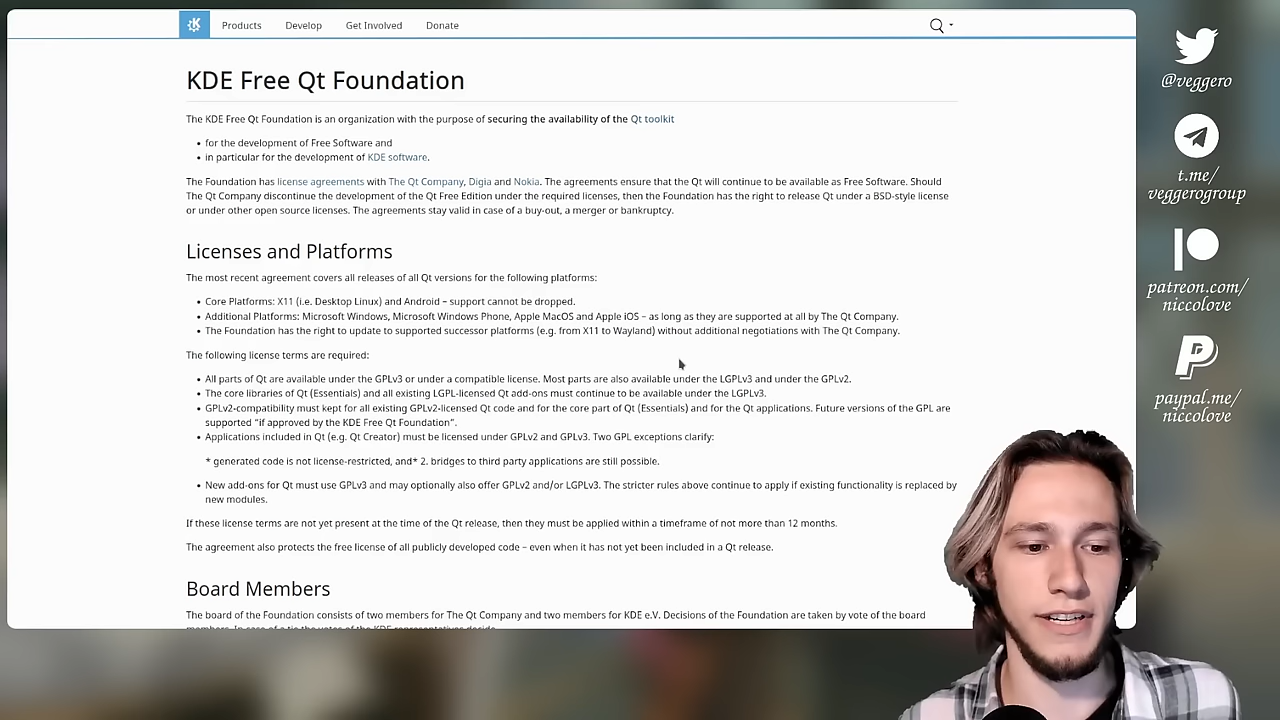 Products Develop Get Involved Donate
KDE Free Qt Foundation
The KDE Free Qt Foundation is an organization with the purpose of securing the availability of the Qt toolkit
• for the development of Free Software and
• in particular for the development of KDE software.
The Foundation has license agreements with The Qt Company, Digia and Nokia. The agreements ensure that the Qt will continue to be available as Free Software. Should
The Qt Company discontinue the development of the Qt Free Edition under the required licenses, then the Foundation has the right to release Qt under a BSD-style license
or under other open source licenses. The agreements stay valid in case of a buy-out, a merger or bankruptcy.
Licenses and Platforms
The most recent agreement covers all releases of all Qt versions for the following platforms:
• Core Platforms: X11 (i.e. Desktop Linux) and Android – support cannot be dropped.
• Additional Platforms: Microsoft Windows, Microsoft Windows Phone, Apple MacOS and Apple iOS – as long as they are supported at all by The Qt Company.
• The Foundation has the right to update to supported successor platforms (e.g. from X11 to Wayland) without additional negotiations with The Qt Company.
The following license terms are required:
• All parts of Qt are available under the GPLv3 or under a compatible license. Most parts are also available under the LGPLv3 and under the GPLv2.
• The core libraries of Qt (Essentials) and all existing LGPL-licensed Qt add-ons must continue to be available under the LGPLv3.
• GPLv2-compatibility must kept for all existing GPLv2-licensed Qt code and for the core part of Qt (Essentials) and for the Qt applications. Future versions of the GPL are
supported “if approved by the KDE Free Qt Foundation”.
• Applications included in Qt (e.g. Qt Creator) must be licensed under GPLv2 and GPLv3. Two GPL exceptions clarify:
* generated code is not license-restricted, and* 2. bridges to third party applications are still possible.
• New add-ons for Qt must use GPLv3 and may optionally also offer GPLv2 and/or LGPLv3. The stricter rules above continue to apply if existing functionality is replaced by
new modules.
If these license terms are not yet present at the time of the Qt release, then they must be applied within a timeframe of not more than 12 months.
The agreement also protects the free license of all publicly developed code – even when it has not yet been included in a Qt release.
Board Members
The board of the Foundation consists of two members for The Qt Company and two members for KDE e.V. Decisions of the Foundation are taken by vote of the board
members. In case of a tie the votes of the KDE representatives decide.
@veggero
t.me/
veggerogroup
patreon.com/
niccolove
paypal.me/
niccolove